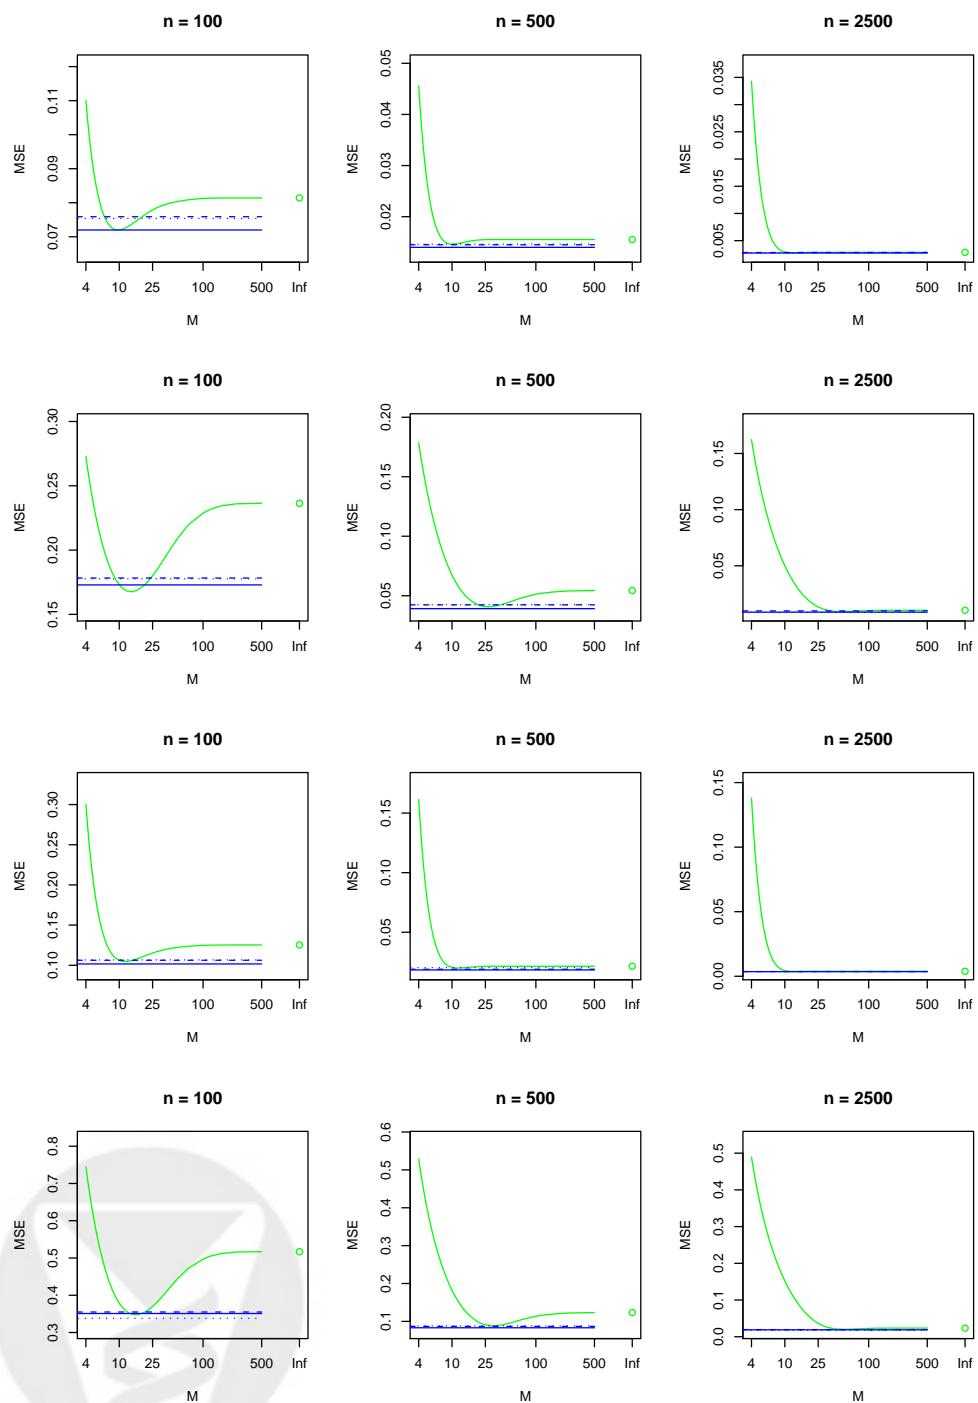 n = 100 n = 500 n = 2500
MSE 0.07 0.09 0.11 MSE 0.02 0.03 0.04 0.05 MSE 0.005 0.015 0.025 0.035
4 10 25 100 500 Inf 4 10 25 100 500 Inf 4 10 25 100 500 Inf
M M M
n = 100 n = 500 n = 2500
MSE 0.15 0.20 0.25 0.30 MSE 0.05 0.10 0.15 0.20 MSE 0.05 0.10 0.15
4 10 25 100 500 Inf 4 10 25 100 500 Inf 4 10 25 100 500 Inf
M M M
n = 100 n = 500 n = 2500
MSE 0.10 0.15 0.20 0.25 0.30 MSE 0.05 0.10 0.15 MSE 0.00 0.05 0.10 0.15
4 10 25 100 500 Inf 4 10 25 100 500 Inf 4 10 25 100 500 Inf
M M M
n = 100 n = 500 n = 2500
MSE 0.3 0.4 0.5 0.6 0.7 0.8 MSE 0.1 0.2 0.3 0.4 0.5 0.6 MSE 0.0 0.1 0.2 0.3 0.4 0.5
4 10 25 100 500 Inf 4 10 25 100 500 Inf 4 10 25 100 500 Inf
M M M